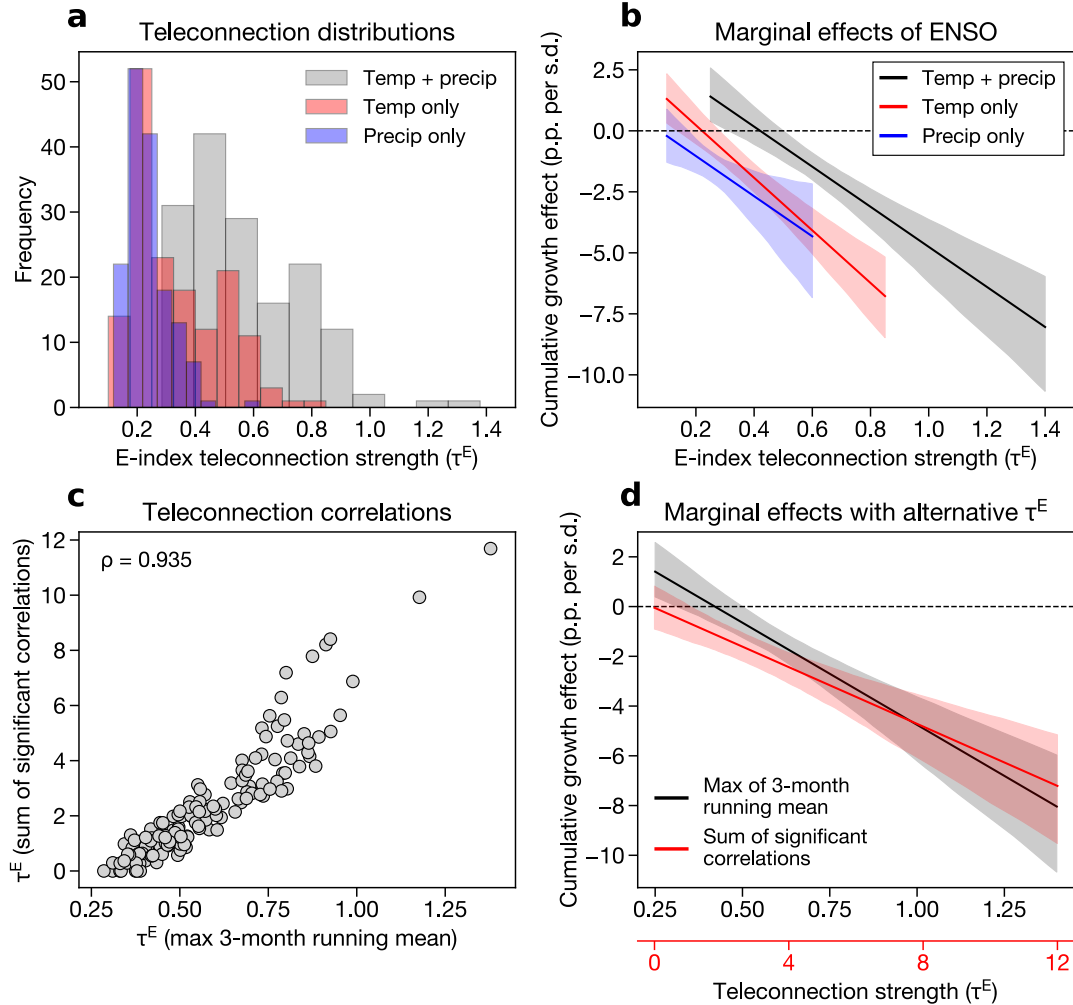 a
Teleconnection distributions
50
40
30
20
10
0
Frequency
Temp + precip
Temp only
Precip only
0.2 0.4 0.6 0.8 1.0 1.2 1.4
E-index teleconnection strength (τᴱ)
b
Marginal effects of ENSO
2.5
0.0
−2.5
−5.0
−7.5
−10.0
Cumulative growth effect (p.p. per s.d.)
Temp + precip
Temp only
Precip only
0.2 0.4 0.6 0.8 1.0 1.2 1.4
E-index teleconnection strength (τᴱ)
c
Teleconnection correlations
12
10
8
6
4
2
0
τᴱ (sum of significant correlations)
ρ = 0.935
0.25 0.50 0.75 1.00 1.25
τᴱ (max 3-month running mean)
d
Marginal effects with alternative τᴱ
2
0
−2
−4
−6
−8
−10
Cumulative growth effect (p.p. per s.d.)
Max of 3-month
running mean
Sum of significant
correlations
0.25 0.50 0.75 1.00 1.25
0 4 8 12
Teleconnection strength (τᴱ)